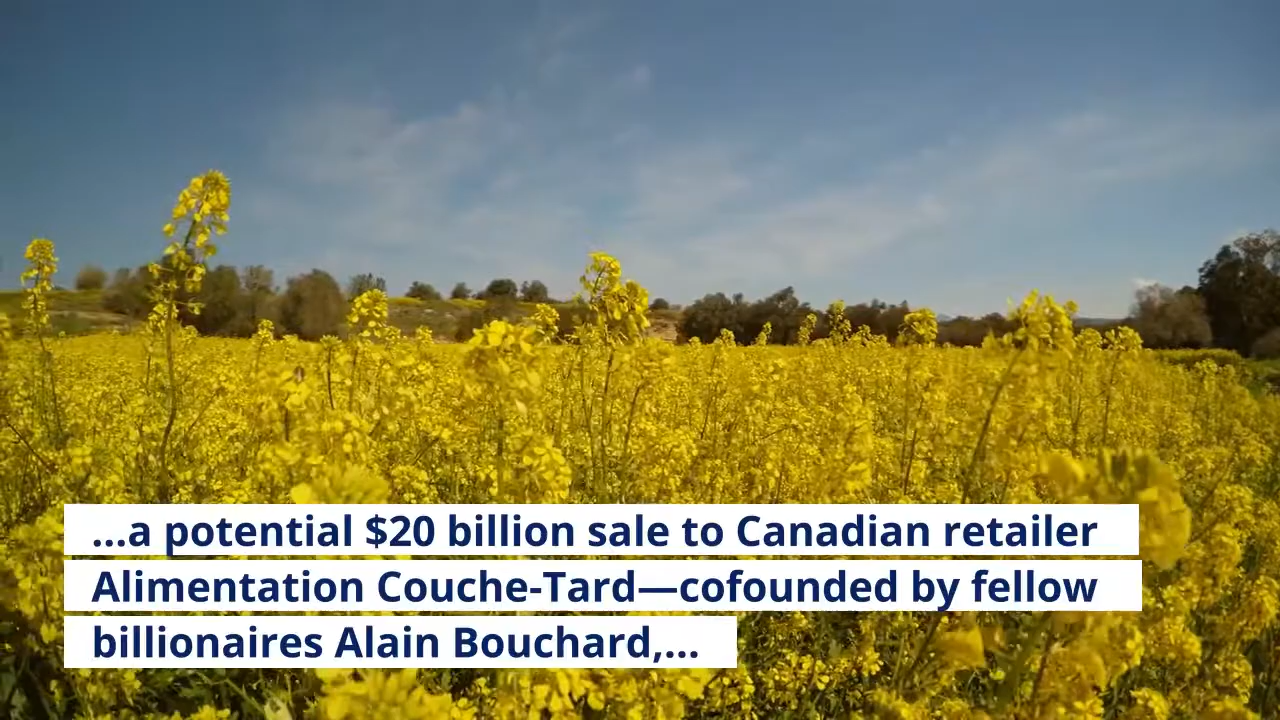 ...a potential $20 billion sale to Canadian retailer
Alimentation Couche-Tard—cofounded by fellow
billionaires Alain Bouchard,...